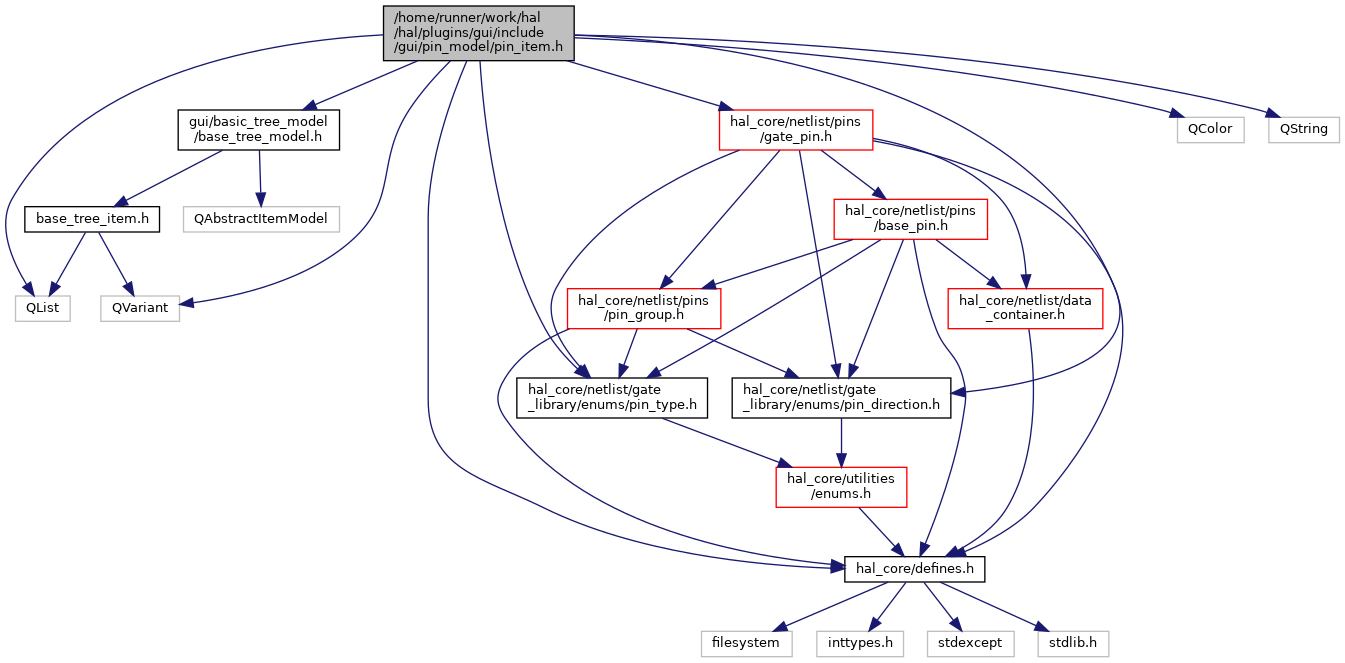 /home/runner/work/hal
/hal/plugins/gui/include
/gui/pin_model/pin_item.h
gui/basic_tree_model
/base_tree_model.h
hal_core/netlist/pins
/gate_pin.h
QColor
QString
base_tree_item.h
QAbstractItemModel
hal_core/netlist/pins
/base_pin.h
QList
QVariant
hal_core/netlist/pins
/pin_group.h
hal_core/netlist/data
_container.h
hal_core/netlist/gate
_library/enums/pin_type.h
hal_core/netlist/gate
_library/enums/pin_direction.h
hal_core/utilities
/enums.h
hal_core/defines.h
filesystem
inttypes.h
stdexcept
stdlib.h